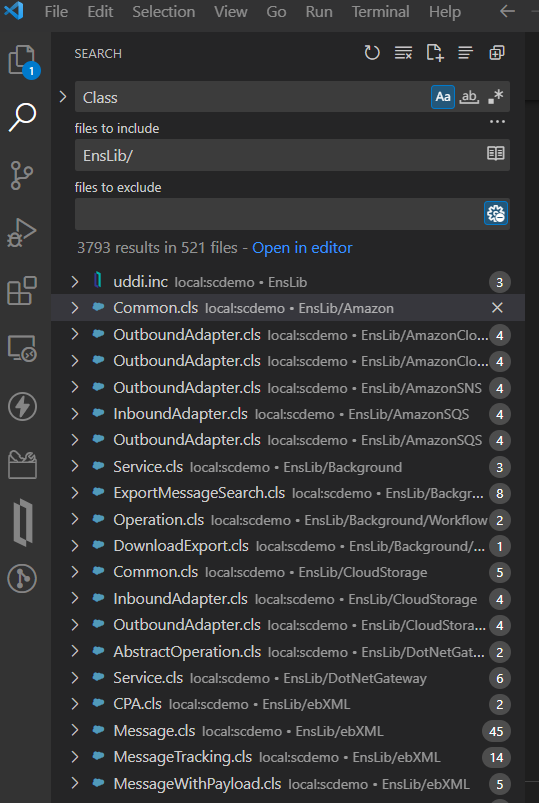 File Edit Selection View Go Run Terminal Help
SEARCH
1
Class Aa ab .*
files to include
EnsLib/
files to exclude
3793 results in 521 files - Open in editor
uddi.inc local:scdemo • EnsLib 3
Common.cls local:scdemo • EnsLib/Amazon
OutboundAdapter.cls local:scdemo • EnsLib/AmazonClo... 4
OutboundAdapter.cls local:scdemo • EnsLib/AmazonClo... 4
OutboundAdapter.cls local:scdemo • EnsLib/AmazonSNS 4
InboundAdapter.cls local:scdemo • EnsLib/AmazonSQS 4
OutboundAdapter.cls local:scdemo • EnsLib/AmazonSQS 4
Service.cls local:scdemo • EnsLib/Background 3
ExportMessageSearch.cls local:scdemo • EnsLib/Backgr... 8
Operation.cls local:scdemo • EnsLib/Background/Workflow 2
DownloadExport.cls local:scdemo • EnsLib/Background/... 1
Common.cls local:scdemo • EnsLib/CloudStorage 5
InboundAdapter.cls local:scdemo • EnsLib/CloudStorage 4
OutboundAdapter.cls local:scdemo • EnsLib/CloudStora... 4
AbstractOperation.cls local:scdemo • EnsLib/DotNetGat... 2
Service.cls local:scdemo • EnsLib/DotNetGateway 6
CPA.cls local:scdemo • EnsLib/ebXML 2
Message.cls local:scdemo • EnsLib/ebXML 45
MessageTracking.cls local:scdemo • EnsLib/ebXML 14
MessageWithPayload.cls local:scdemo • EnsLib/ebXML 5